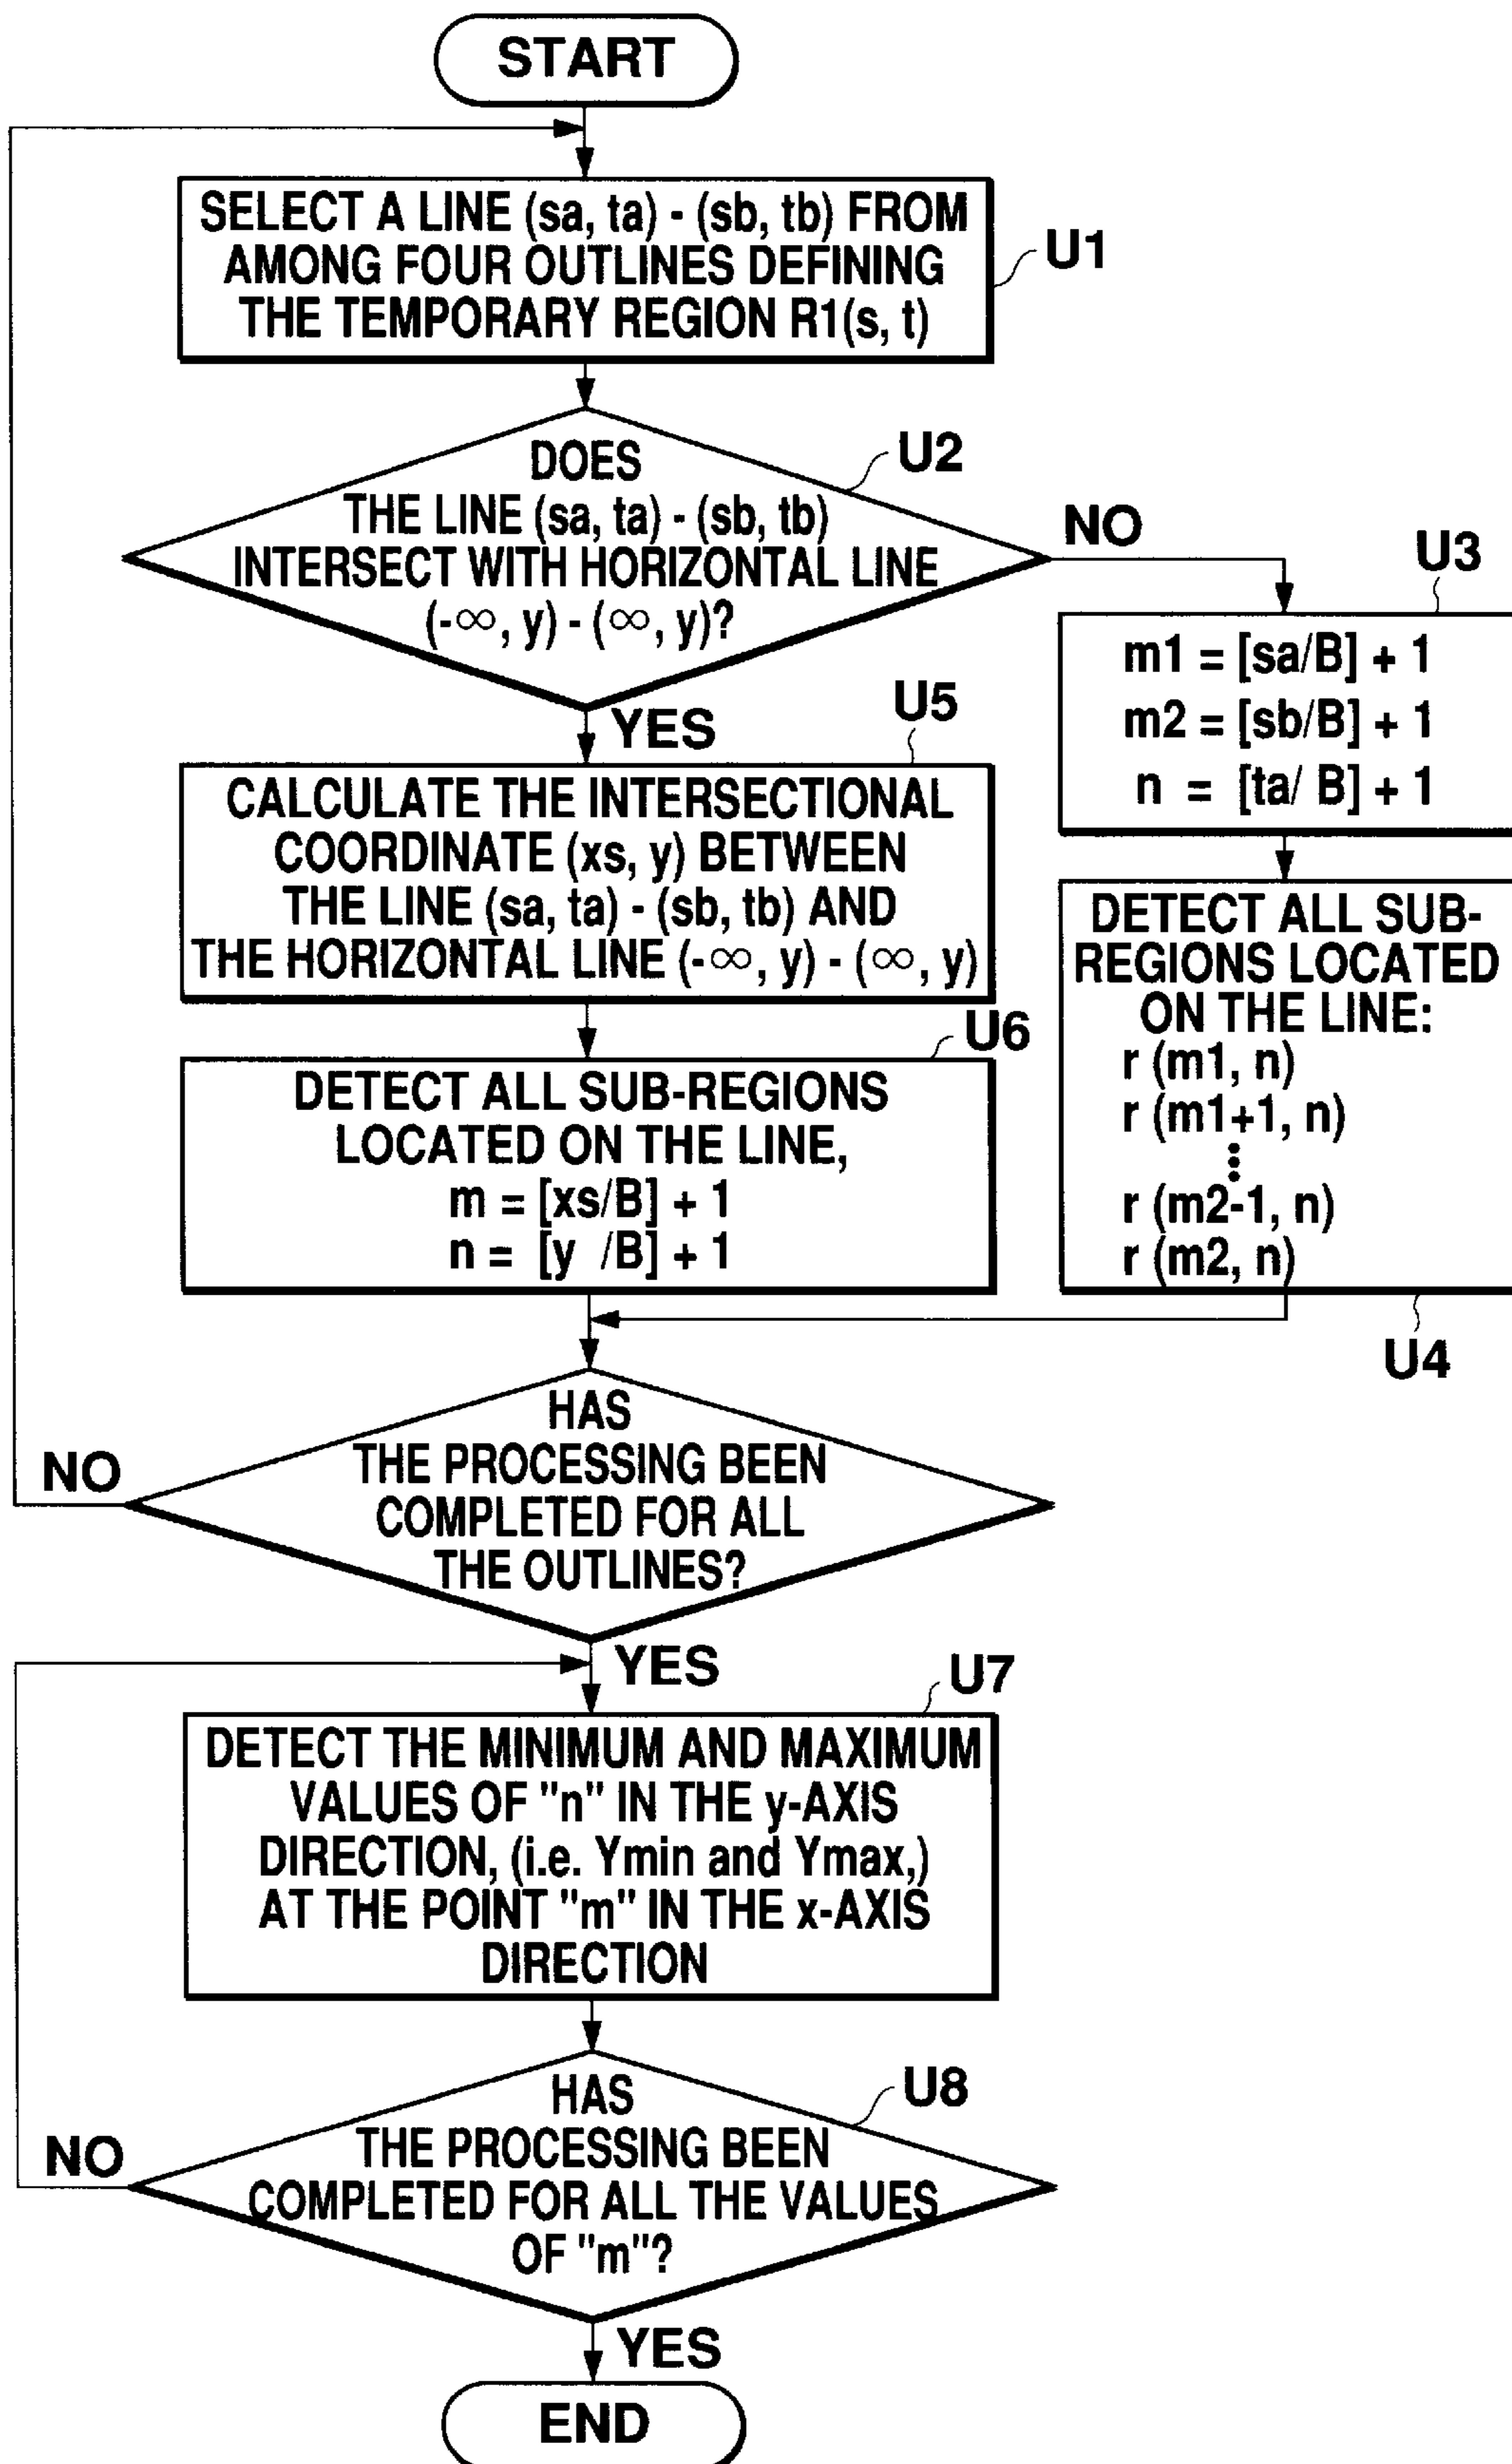 START
SELECT A LINE (sa, ta) - (sb, tb) FROM
AMONG FOUR OUTLINES DEFINING
THE TEMPORARY REGION R1(s, t)
U1
DOES
THE LINE (sa, ta) - (sb, tb)
INTERSECT WITH HORIZONTAL LINE
(-∞, y) - (∞, y)?
U2
NO
U3
m1 = [sa/B] + 1
m2 = [sb/B] + 1
n = [ta/ B] + 1
YES
U5
CALCULATE THE INTERSECTIONAL
COORDINATE (xs, y) BETWEEN
THE LINE (sa, ta) - (sb, tb) AND
THE HORIZONTAL LINE (-∞, y) - (∞, y)
DETECT ALL SUB-
REGIONS LOCATED
ON THE LINE:
r (m1, n)
r (m1+1, n)
⋮
r (m2-1, n)
r (m2, n)
U4
U6
DETECT ALL SUB-REGIONS
LOCATED ON THE LINE,
m = [xs/B] + 1
n = [y /B] + 1
HAS
THE PROCESSING BEEN
COMPLETED FOR ALL
THE OUTLINES?
NO
YES
U7
DETECT THE MINIMUM AND MAXIMUM
VALUES OF "n" IN THE y-AXIS
DIRECTION, (i.e. Ymin and Ymax,)
AT THE POINT "m" IN THE x-AXIS
DIRECTION
U8
HAS
THE PROCESSING BEEN
COMPLETED FOR ALL THE VALUES
OF "m"?
NO
YES
END